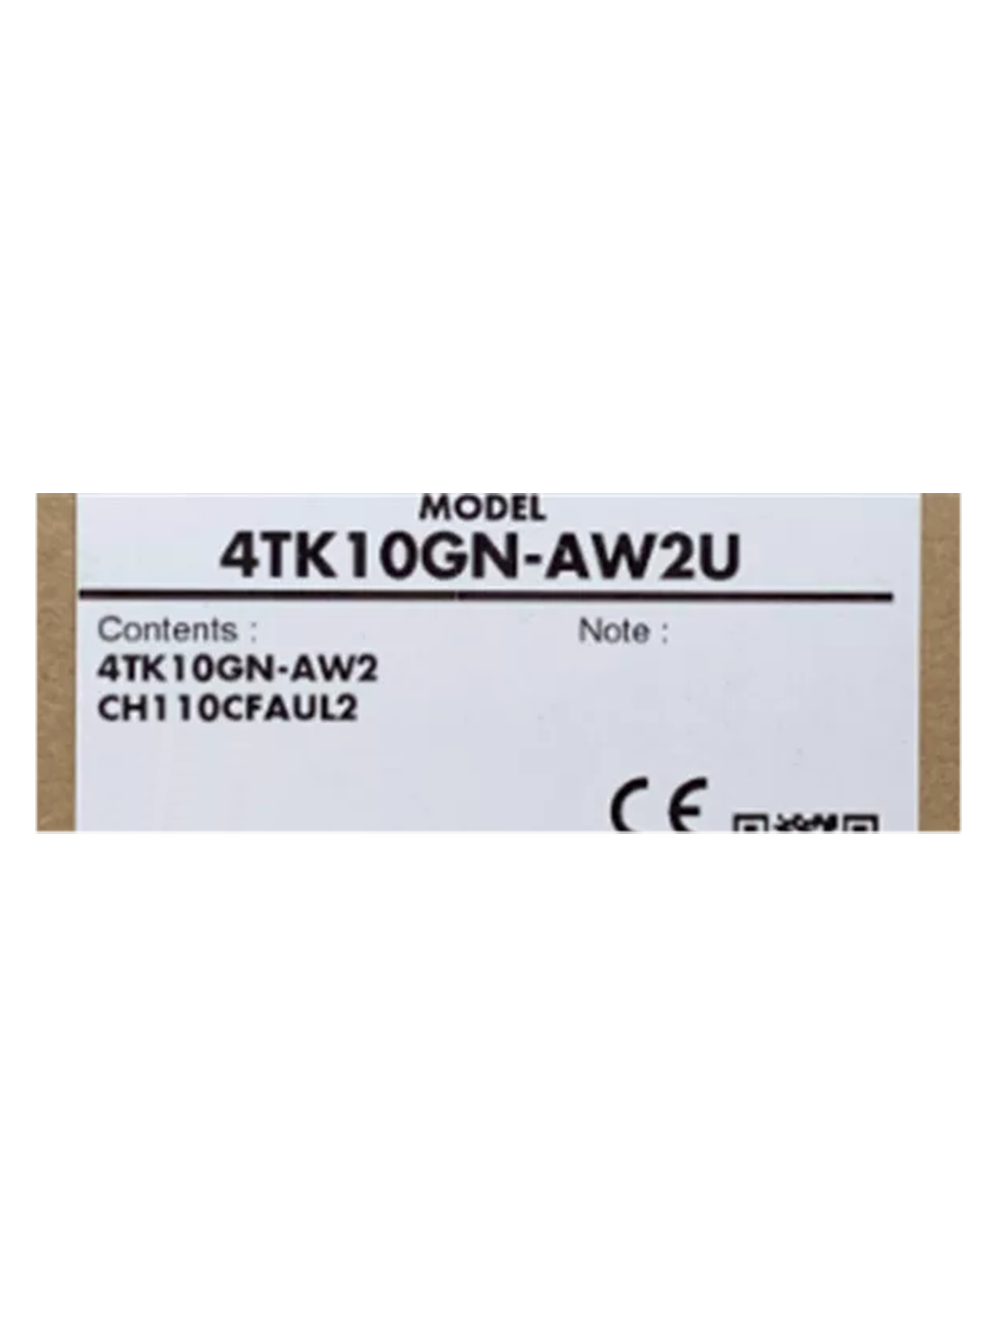 MODEL
4TK10GN-AW2U
Contents :
Note :
4TK10GN-AW2
CH110CFAUL2
CE